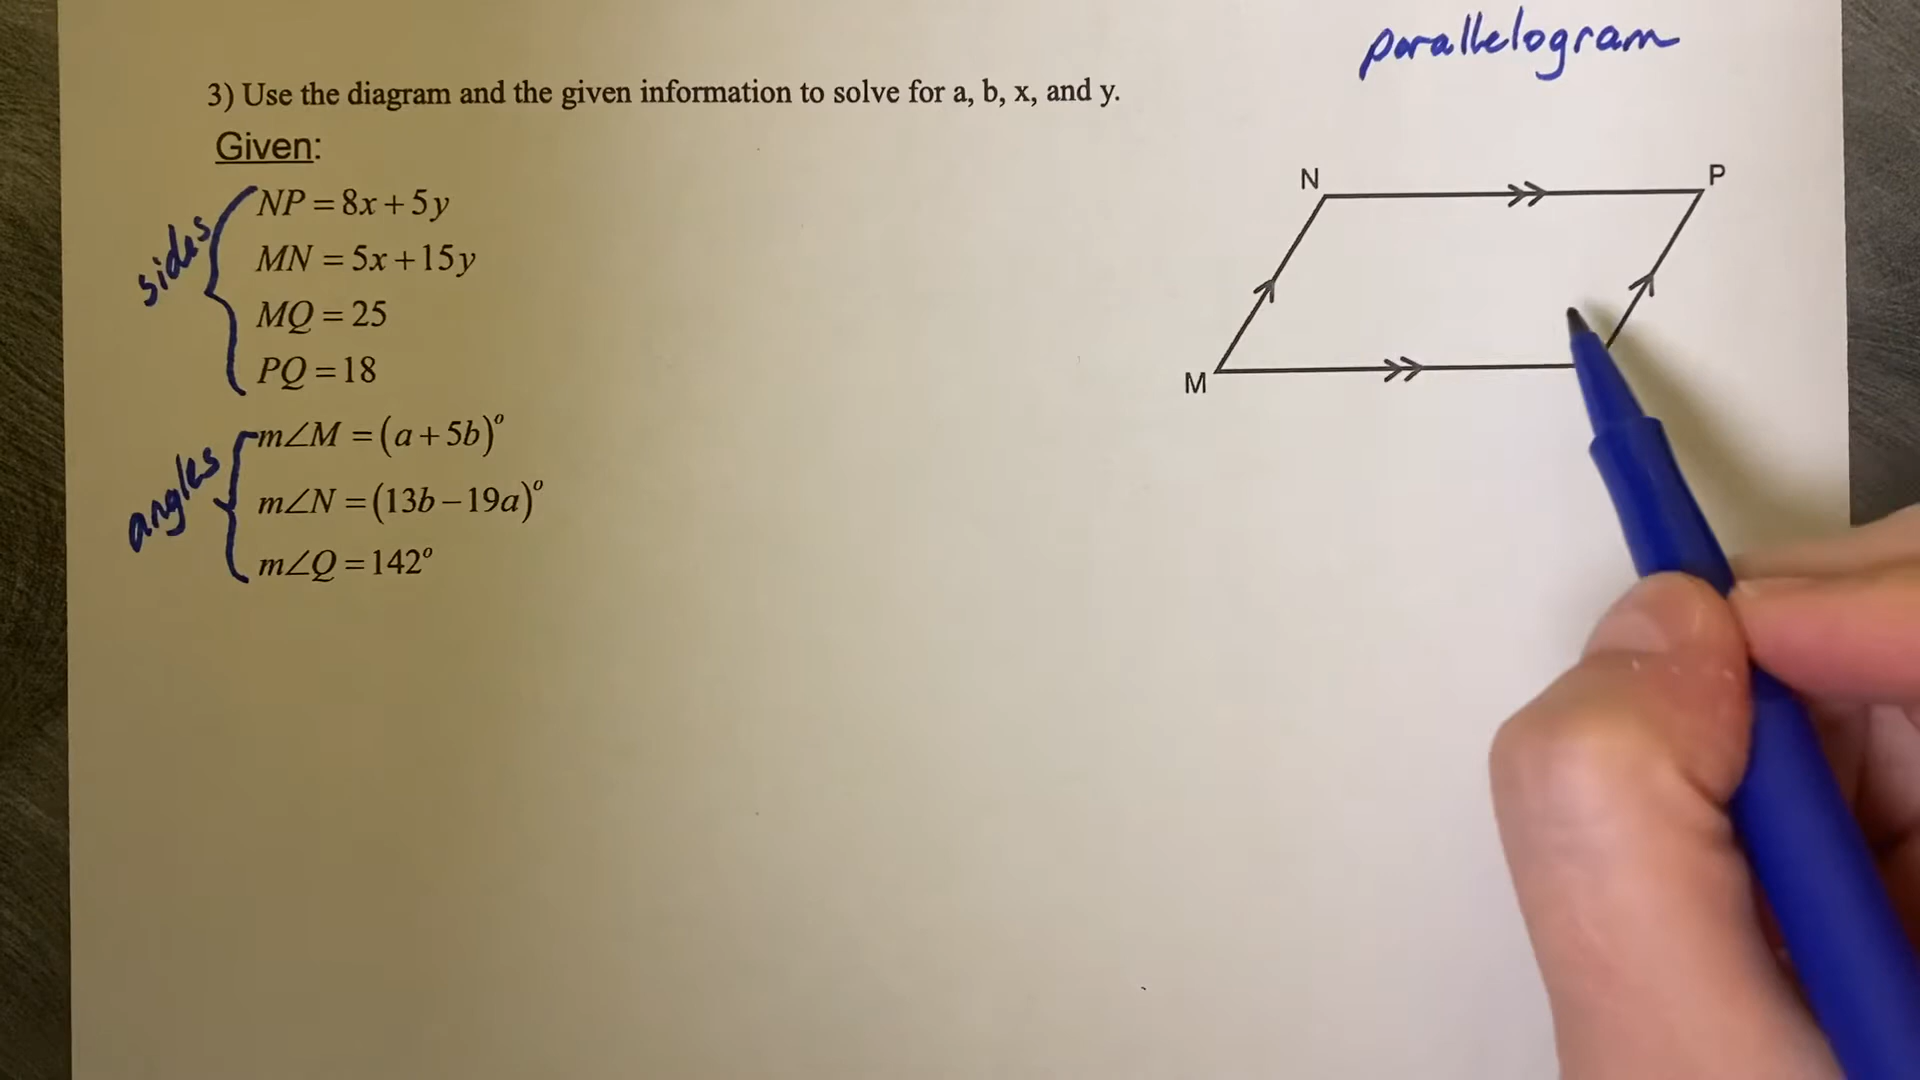 parallelogram
3) Use the diagram and the given information to solve for a, b, x, and y.
Given:
sides
NP = 8x + 5y
MN = 5x + 15y
MQ = 25
PQ = 18
angles
m∠M = (a + 5b)°
m∠N = (13b − 19a)°
m∠Q = 142°
N
P
M